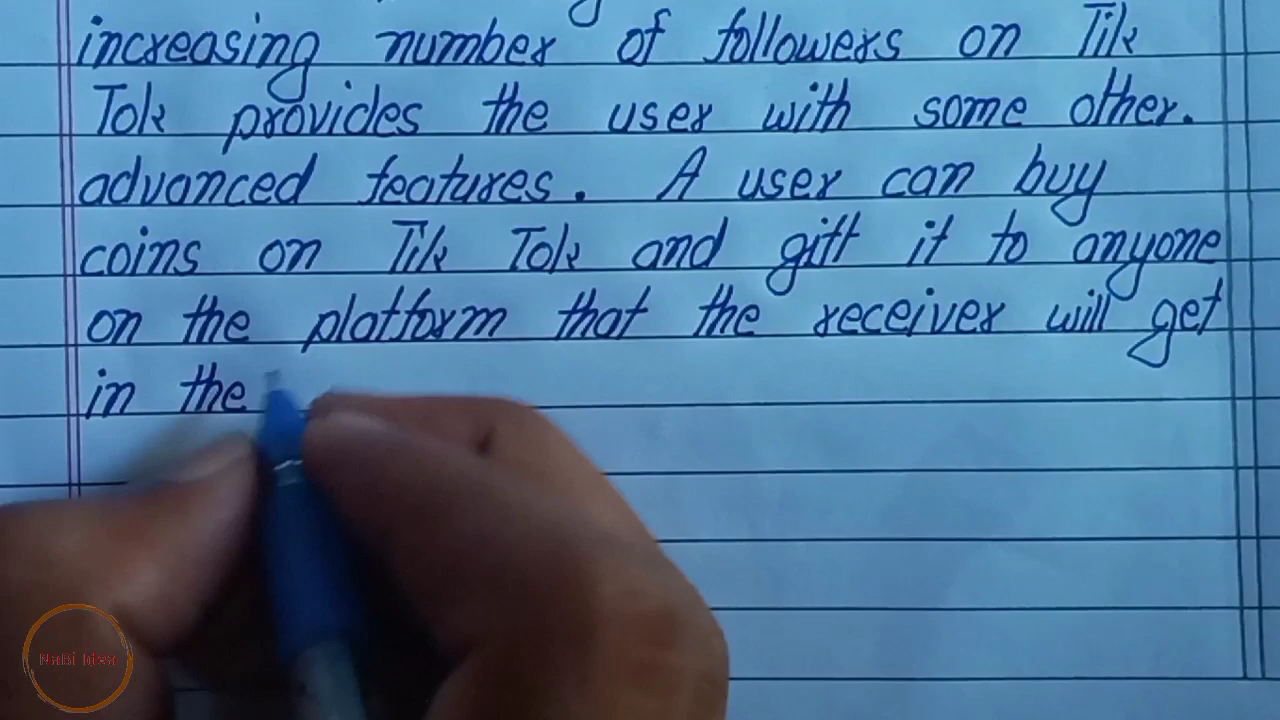 increasing number of followers on Tik
Tok provides the user with some other.
advanced features. A user can buy
coins on Tik Tok and gift it to anyone
on the platform that the receiver will get
in the